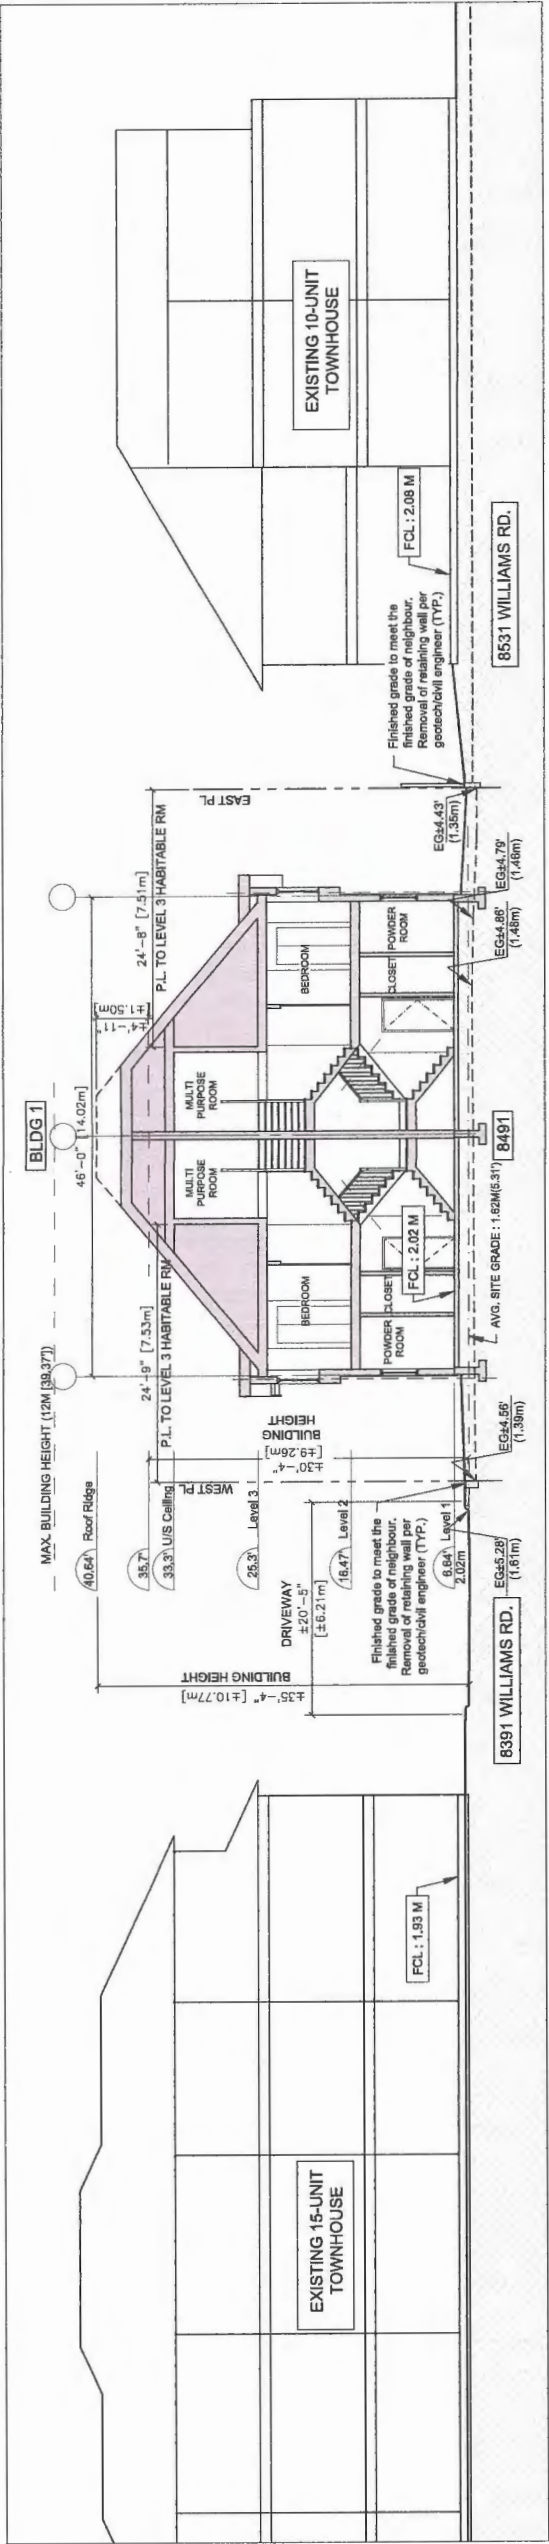 MAX. BUILDING HEIGHT (12M [39.37'])
BLDG 1
46'-0" [14.02m]
±4'-11"
[±1.50m]
24'-9" [7.53m]
P.L. TO LEVEL 3 HABITABLE RM
24'-8" [7.51m]
P.L. TO LEVEL 3 HABITABLE RM
WEST PL
EAST PL
40.64' Roof Ridge
35.7'
33.3' U/S Ceiling
25.3' Level 3
16.47' Level 2
6.64' Level 1
2.02m
BUILDING HEIGHT
±35'-4" [±10.77m]
BUILDING
HEIGHT
±30'-4"
[±9.26m]
DRIVEWAY
±20'-5"
[±6.21m]
EXISTING 15-UNIT
TOWNHOUSE
FCL : 1.93 M
8391 WILLIAMS RD.
Finished grade to meet the
finished grade of neighbour.
Removal of retaining wall per
geotech/civil engineer (TYP.)
EG±5.28'
(1.61m)
EG±4.56'
(1.39m)
MULTI
PURPOSE
ROOM
MULTI
PURPOSE
ROOM
BEDROOM
BEDROOM
POWDER
ROOM
CLOSET
CLOSET
POWDER
ROOM
FCL : 2.02 M
AVG. SITE GRADE : 1.62M(5.31')
8491
EG±4.86'
(1.48m)
EG±4.79'
(1.46m)
EG±4.43'
(1.35m)
Finished grade to meet the
finished grade of neighbour.
Removal of retaining wall per
geotech/civil engineer (TYP.)
FCL : 2.08 M
EXISTING 10-UNIT
TOWNHOUSE
8531 WILLIAMS RD.